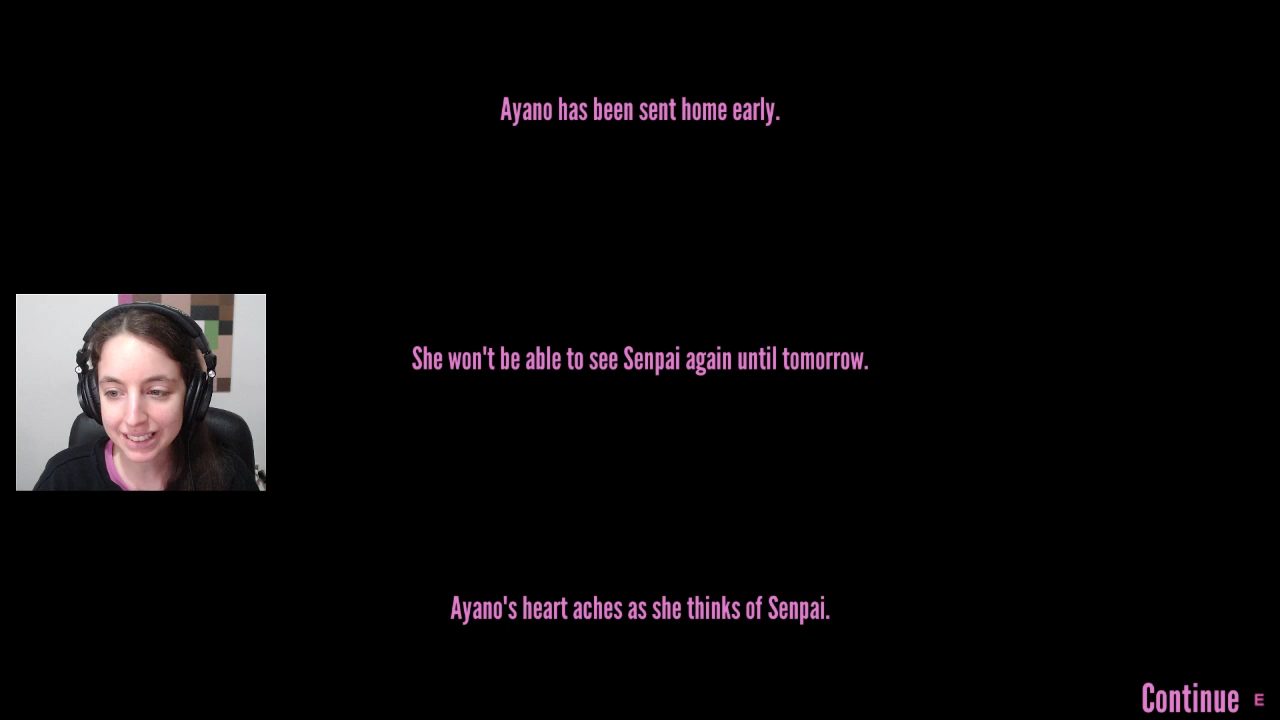 Ayano has been sent home early.
She won't be able to see Senpai again until tomorrow.
Ayano's heart aches as she thinks of Senpai.
Continue E